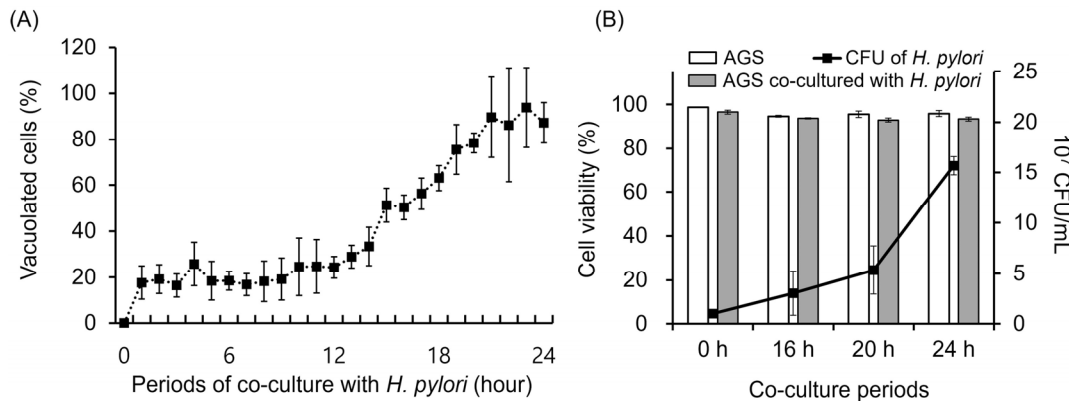 (A)
120
100
80
60
40
20
0
Vacuolated cells (%)
0 6 12 18 24
Periods of co-culture with H. pylori (hour)
(B)
AGS
CFU of H. pylori
AGS co-cultured with H. pylori
100
80
60
40
20
0
Cell viability (%)
25
20
15
10
5
0
10⁷ CFU/mL
0 h 16 h 20 h 24 h
Co-culture periods